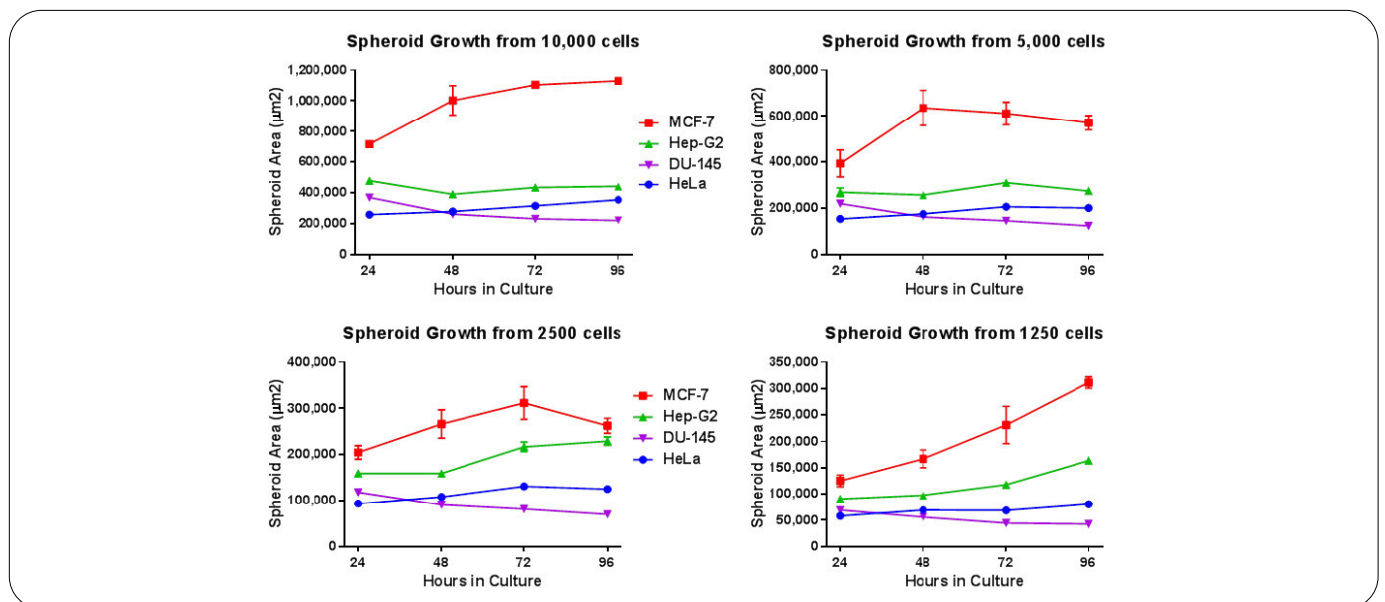 Spheroid Growth from 10,000 cells
Spheroid Area (µm2)
1,200,000
1,000,000
800,000
600,000
400,000
200,000
0
24 48 72 96
Hours in Culture
MCF-7
Hep-G2
DU-145
HeLa
Spheroid Growth from 5,000 cells
Spheroid Area (µm2)
800,000
600,000
400,000
200,000
0
24 48 72 96
Hours in Culture
Spheroid Growth from 2500 cells
Spheroid Area (µm2)
400,000
300,000
200,000
100,000
0
24 48 72 96
Hours in Culture
MCF-7
Hep-G2
DU-145
HeLa
Spheroid Growth from 1250 cells
Spheroid Area (µm2)
350,000
300,000
250,000
200,000
150,000
100,000
50,000
0
24 48 72 96
Hours in Culture